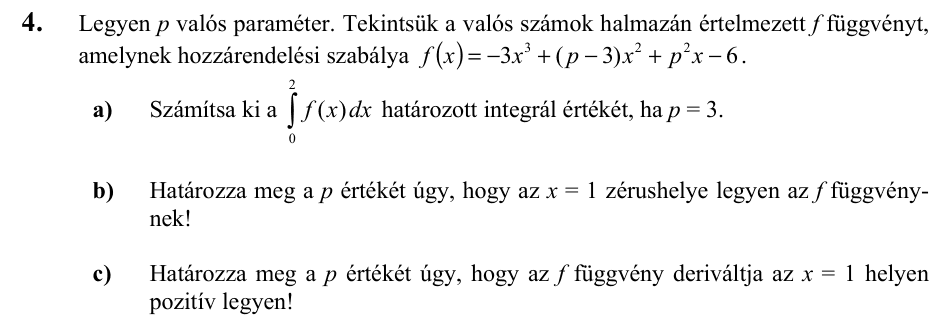 4. Legyen p valós paraméter. Tekintsük a valós számok halmazán értelmezett f függvényt,
amelynek hozzárendelési szabálya f(x) = −3x³ + (p − 3)x² + p²x − 6.
a) Számítsa ki a ∫₀² f(x)dx határozott integrál értékét, ha p = 3.
b) Határozza meg a p értékét úgy, hogy az x = 1 zérushelye legyen az f függvény-
nek!
c) Határozza meg a p értékét úgy, hogy az f függvény deriváltja az x = 1 helyen
pozitív legyen!